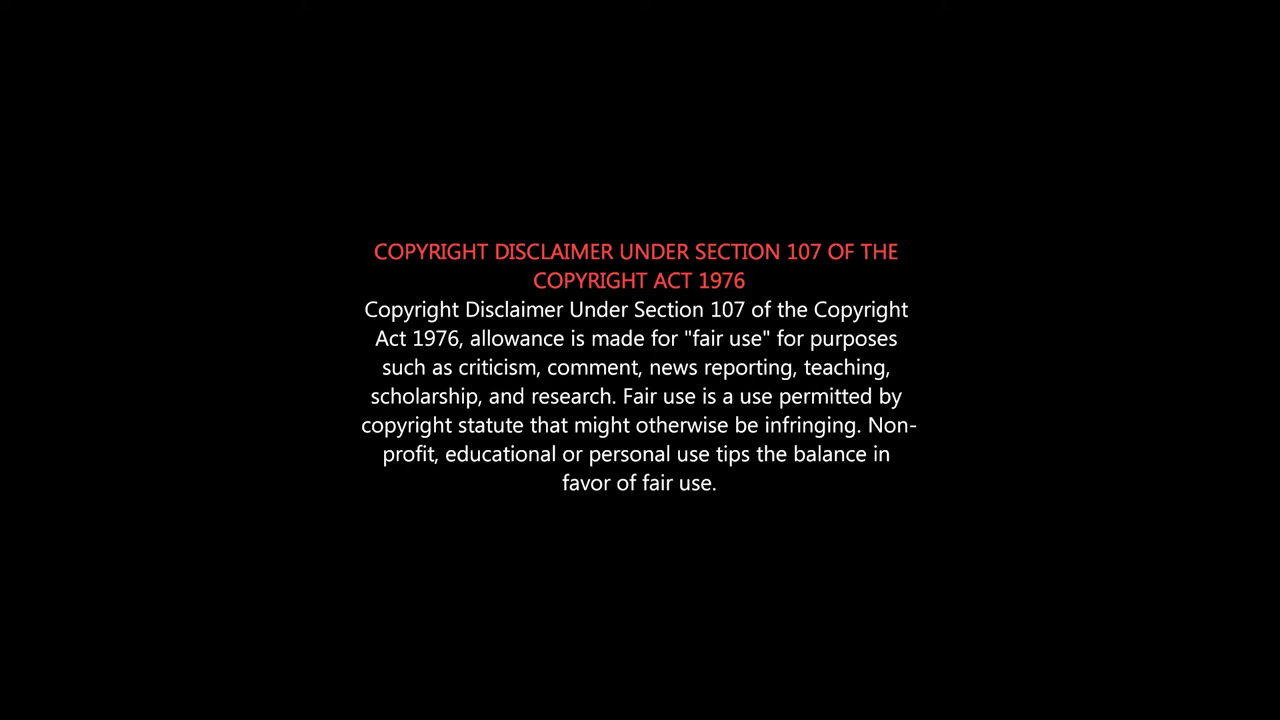 COPYRIGHT DISCLAIMER UNDER SECTION 107 OF THE
COPYRIGHT ACT 1976
Copyright Disclaimer Under Section 107 of the Copyright
Act 1976, allowance is made for "fair use" for purposes
such as criticism, comment, news reporting, teaching,
scholarship, and research. Fair use is a use permitted by
copyright statute that might otherwise be infringing. Non-
profit, educational or personal use tips the balance in
favor of fair use.